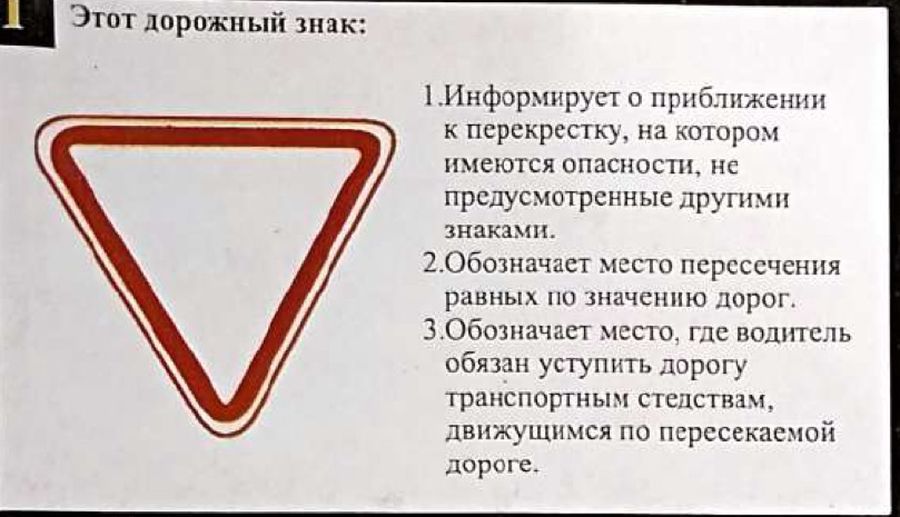 1
Этот дорожный знак:
1.Информирует о приближении
к перекрестку, на котором
имеются опасности, не
предусмотренные другими
знаками.
2.Обозначает место пересечения
равных по значению дорог.
3.Обозначает место, где водитель
обязан уступить дорогу
транспортным стедствам,
движущимся по пересекаемой
дороге.